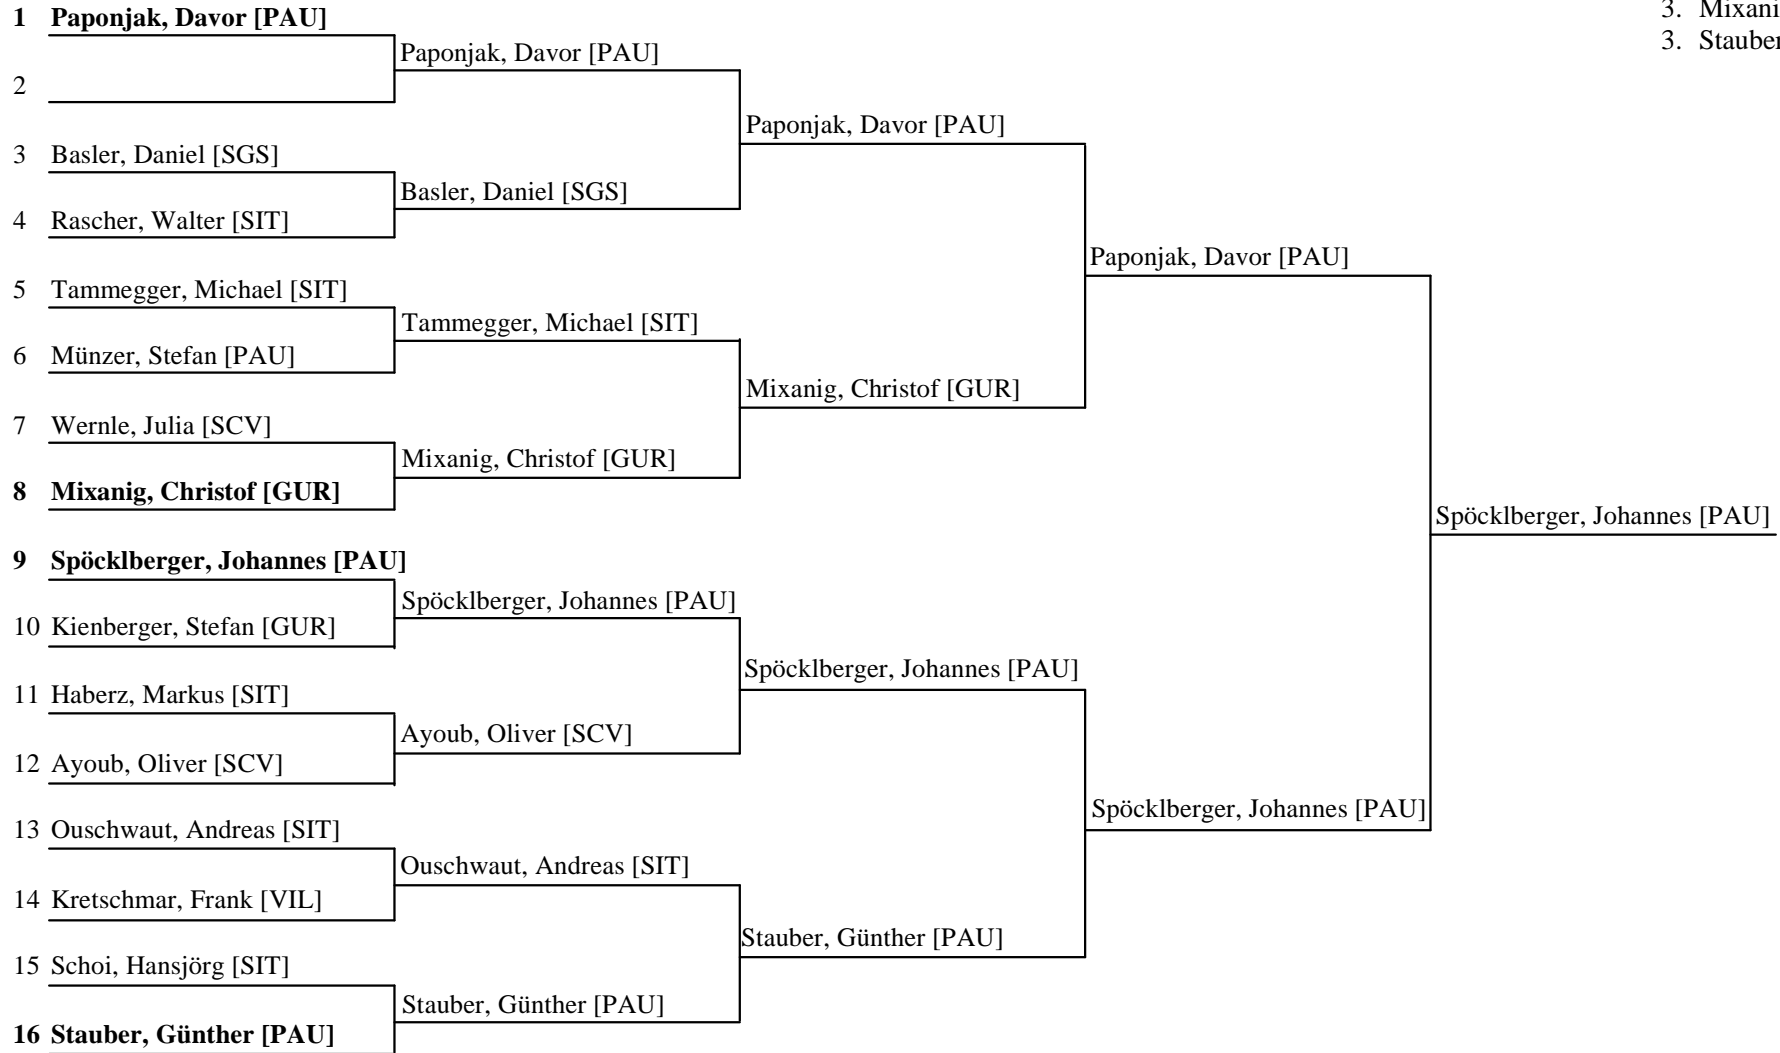 1 Paponjak, Davor [PAU]
2
3 Basler, Daniel [SGS]
4 Rascher, Walter [SIT]
5 Tammegger, Michael [SIT]
6 Münzer, Stefan [PAU]
7 Wernle, Julia [SCV]
8 Mixanig, Christof [GUR]
9 Spöcklberger, Johannes [PAU]
10 Kienberger, Stefan [GUR]
11 Haberz, Markus [SIT]
12 Ayoub, Oliver [SCV]
13 Ouschwaut, Andreas [SIT]
14 Kretschmar, Frank [VIL]
15 Schoi, Hansjörg [SIT]
16 Stauber, Günther [PAU]
Paponjak, Davor [PAU]
Basler, Daniel [SGS]
Tammegger, Michael [SIT]
Mixanig, Christof [GUR]
Spöcklberger, Johannes [PAU]
Ayoub, Oliver [SCV]
Ouschwaut, Andreas [SIT]
Stauber, Günther [PAU]
Paponjak, Davor [PAU]
Mixanig, Christof [GUR]
Spöcklberger, Johannes [PAU]
Stauber, Günther [PAU]
Paponjak, Davor [PAU]
Spöcklberger, Johannes [PAU]
Spöcklberger, Johannes [PAU]
3. Mixani
3. Stauber